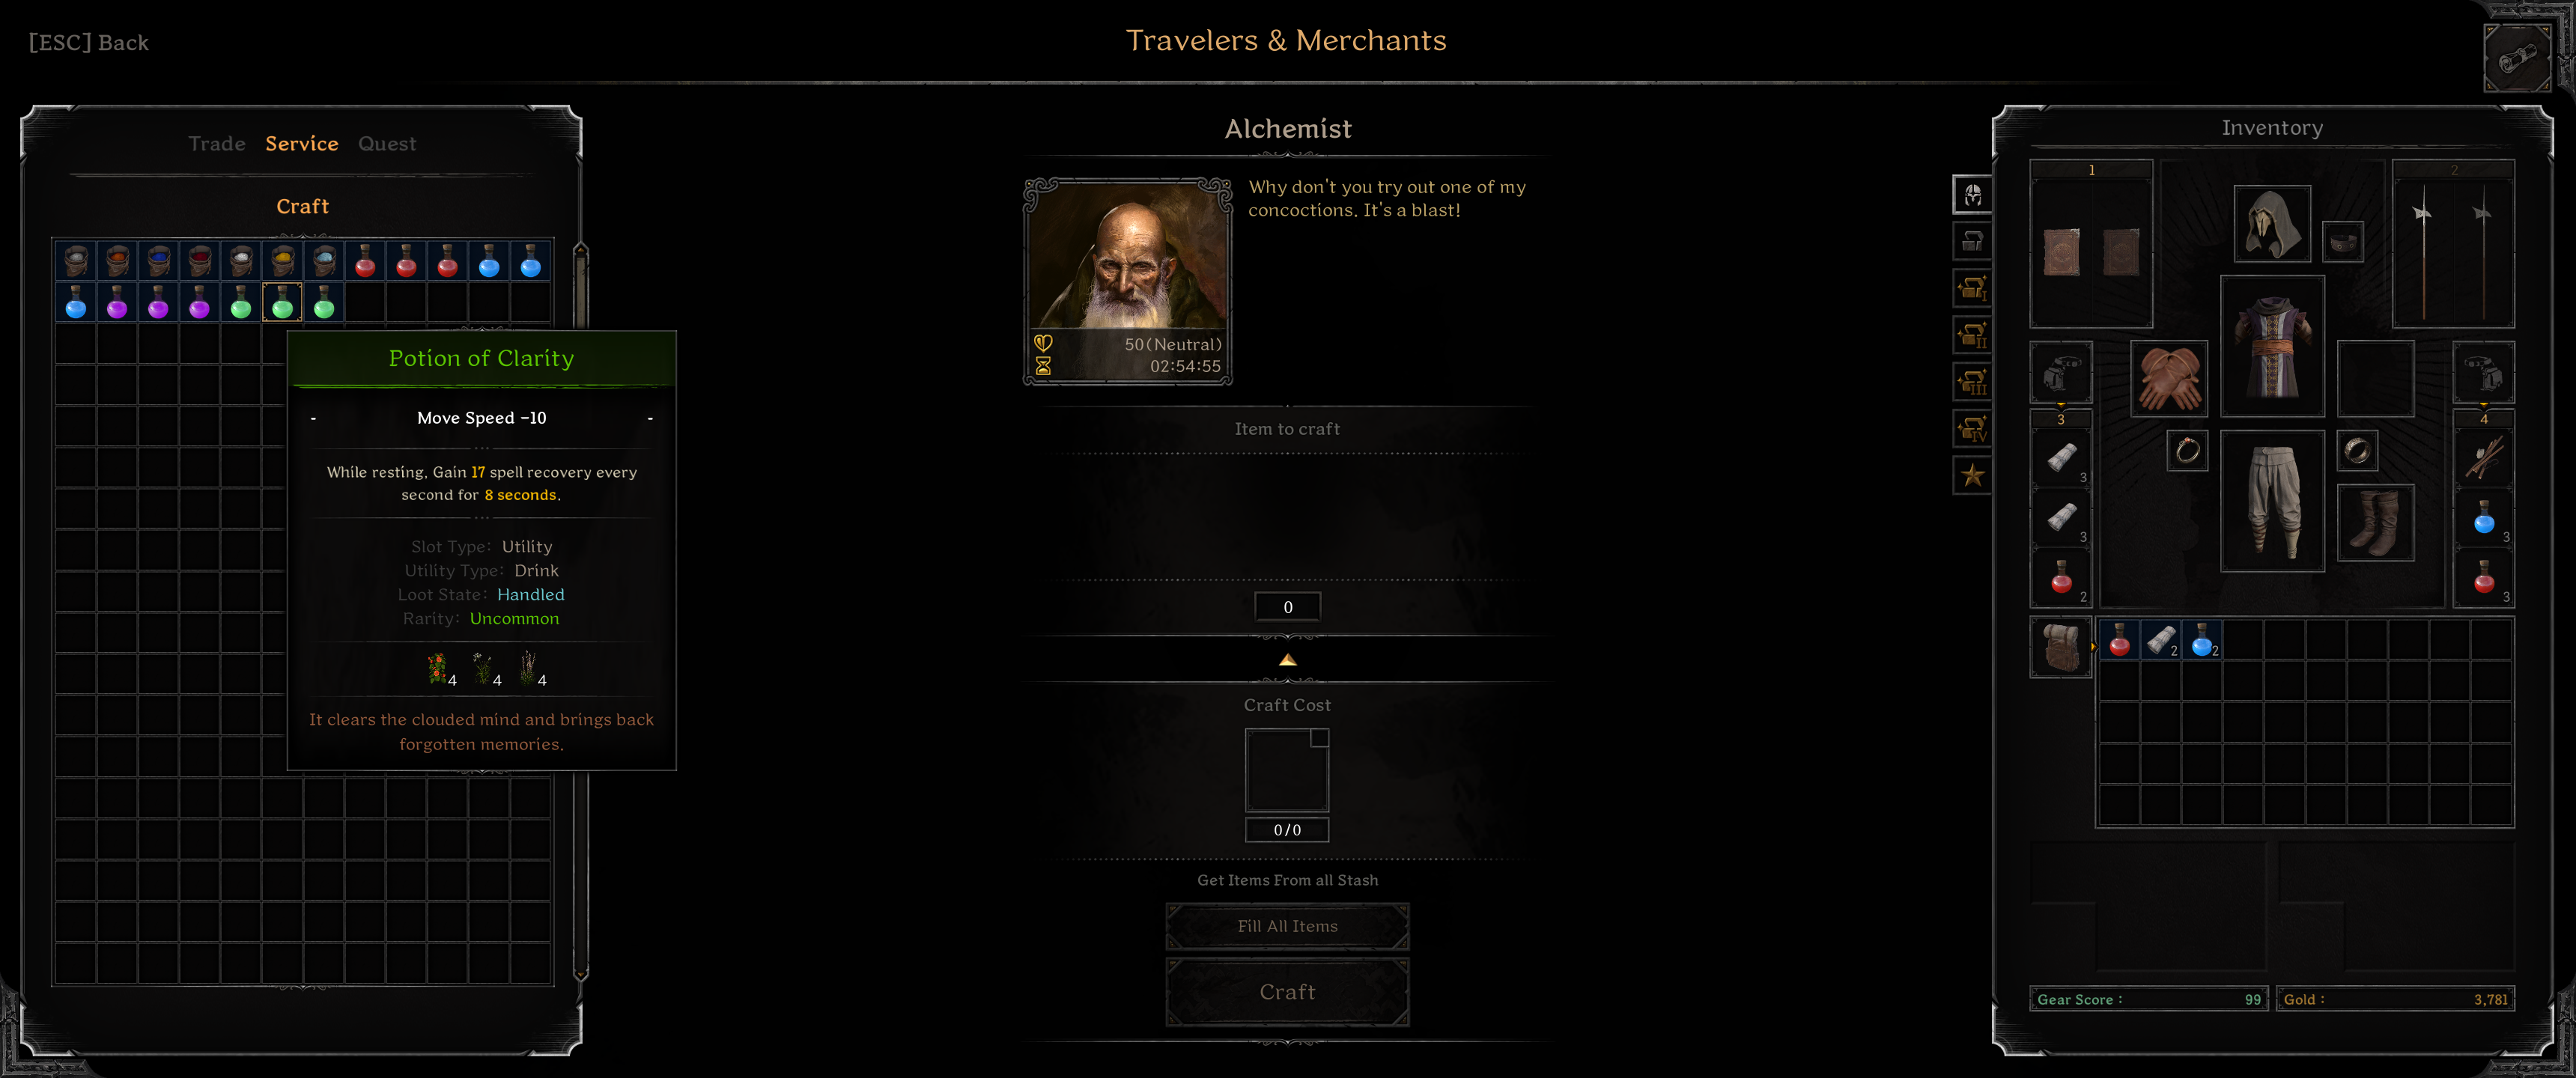 [ESC] Back
Travelers & Merchants
Trade Service Quest
Craft
Potion of Clarity
- Move Speed -10 -
While resting, Gain 17 spell recovery every
second for 8 seconds.
Slot Type: Utility
Utility Type: Drink
Loot State: Handled
Rarity: Uncommon
4 4 4
It clears the clouded mind and brings back
forgotten memories.
Alchemist
Why don't you try out one of my
concoctions. It's a blast!
50(Neutral)
02:54:55
Item to craft
0
Craft Cost
0/0
Get Items From all Stash
Fill All Items
Craft
I
II
III
IV
Inventory
1
2
3
4
3
3
3
3
2
3
2 2
Gear Score : 99
Gold : 3,781